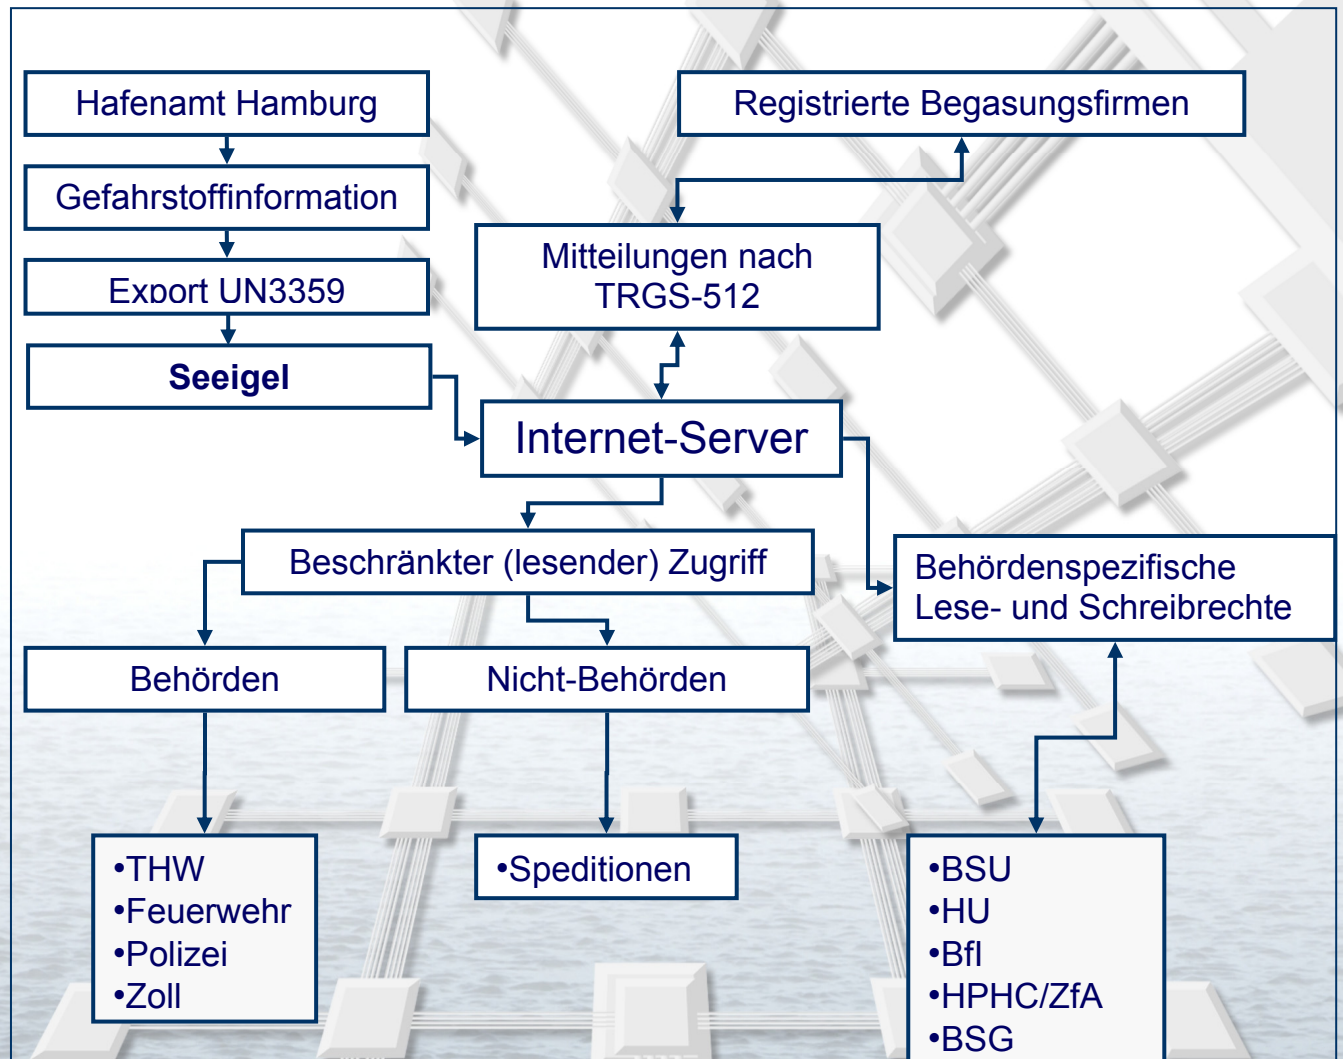 Hafenamt Hamburg
Registrierte Begasungsfirmen
Gefahrstoffinformation
Mitteilungen nach
TRGS-512
Export UN3359
Seeigel
Internet-Server
Beschränkter (lesender) Zugriff
Behördenspezifische
Lese- und Schreibrechte
Behörden
Nicht-Behörden
•THW
•Feuerwehr
•Polizei
•Zoll
•Speditionen
•BSU
•HU
•BfI
•HPHC/ZfA
•BSG